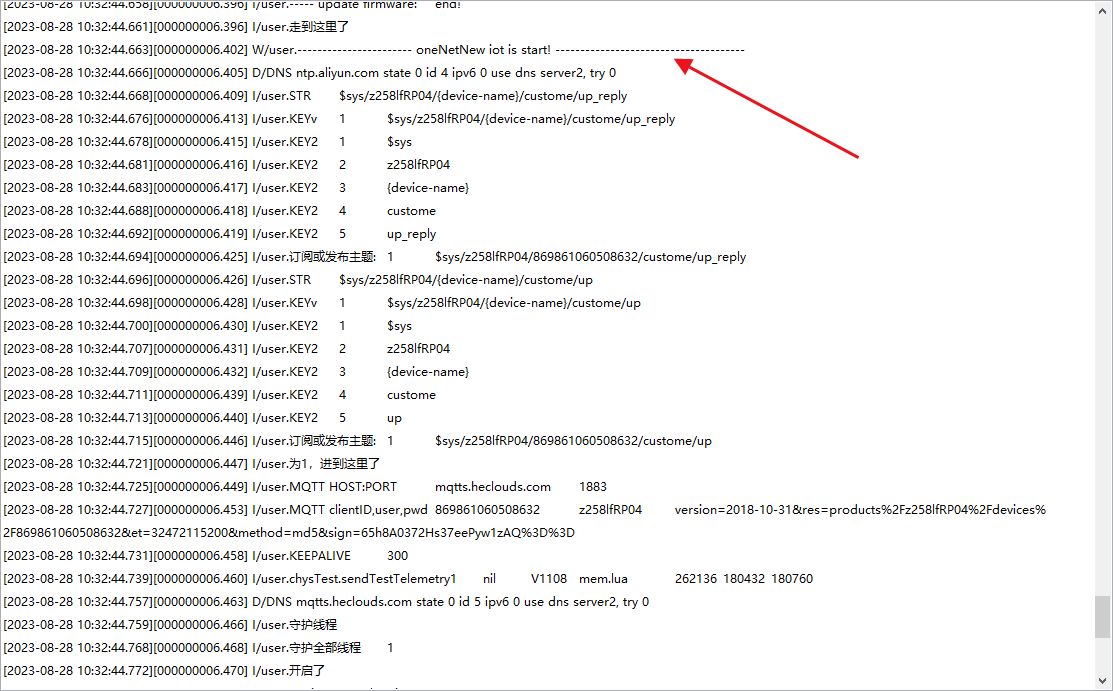 [2023-08-28 10:32:44.658][000000006.396] I/user.----- update firmware: end!
[2023-08-28 10:32:44.661][000000006.396] I/user.走到这里了
[2023-08-28 10:32:44.663][000000006.402] W/user.----------------------- oneNetNew iot is start! --------------------------------------
[2023-08-28 10:32:44.666][000000006.405] D/DNS ntp.aliyun.com state 0 id 4 ipv6 0 use dns server2, try 0
[2023-08-28 10:32:44.668][000000006.409] I/user.STR $sys/z258lfRP04/{device-name}/custome/up_reply
[2023-08-28 10:32:44.676][000000006.413] I/user.KEYv 1 $sys/z258lfRP04/{device-name}/custome/up_reply
[2023-08-28 10:32:44.678][000000006.415] I/user.KEY2 1 $sys
[2023-08-28 10:32:44.681][000000006.416] I/user.KEY2 2 z258lfRP04
[2023-08-28 10:32:44.683][000000006.417] I/user.KEY2 3 {device-name}
[2023-08-28 10:32:44.688][000000006.418] I/user.KEY2 4 custome
[2023-08-28 10:32:44.692][000000006.419] I/user.KEY2 5 up_reply
[2023-08-28 10:32:44.694][000000006.425] I/user.订阅或发布主题: 1 $sys/z258lfRP04/869861060508632/custome/up_reply
[2023-08-28 10:32:44.696][000000006.426] I/user.STR $sys/z258lfRP04/{device-name}/custome/up
[2023-08-28 10:32:44.698][000000006.428] I/user.KEYv 1 $sys/z258lfRP04/{device-name}/custome/up
[2023-08-28 10:32:44.700][000000006.430] I/user.KEY2 1 $sys
[2023-08-28 10:32:44.707][000000006.431] I/user.KEY2 2 z258lfRP04
[2023-08-28 10:32:44.709][000000006.432] I/user.KEY2 3 {device-name}
[2023-08-28 10:32:44.711][000000006.439] I/user.KEY2 4 custome
[2023-08-28 10:32:44.713][000000006.440] I/user.KEY2 5 up
[2023-08-28 10:32:44.715][000000006.446] I/user.订阅或发布主题: 1 $sys/z258lfRP04/869861060508632/custome/up
[2023-08-28 10:32:44.721][000000006.447] I/user.为1，进到这里了
[2023-08-28 10:32:44.725][000000006.449] I/user.MQTT HOST:PORT mqtts.heclouds.com 1883
[2023-08-28 10:32:44.727][000000006.453] I/user.MQTT clientID,user,pwd 869861060508632 z258lfRP04 version=2018-10-31&res=products%2Fz258lfRP04%2Fdevices%
2F869861060508632&et=32472115200&method=md5&sign=65h8A0372Hs37eePyw1zAQ%3D%3D
[2023-08-28 10:32:44.731][000000006.458] I/user.KEEPALIVE 300
[2023-08-28 10:32:44.739][000000006.460] I/user.chysTest.sendTestTelemetry1 nil V1108 mem.lua 262136 180432 180760
[2023-08-28 10:32:44.757][000000006.463] D/DNS mqtts.heclouds.com state 0 id 5 ipv6 0 use dns server2, try 0
[2023-08-28 10:32:44.759][000000006.466] I/user.守护线程
[2023-08-28 10:32:44.768][000000006.468] I/user.守护全部线程 1
[2023-08-28 10:32:44.772][000000006.470] I/user.开启了